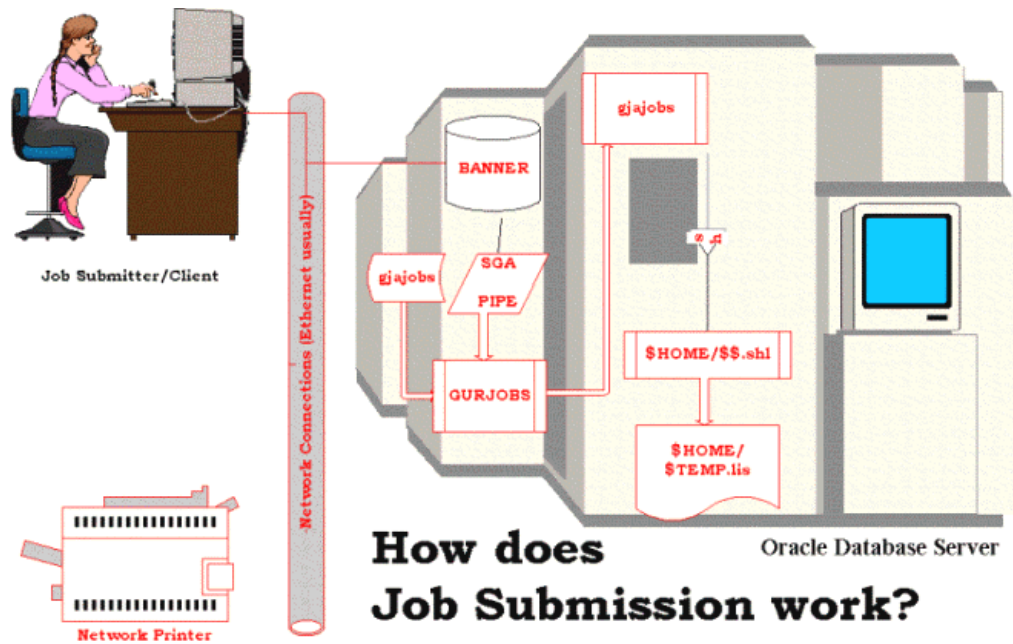 gjajobs
BANNER
Job Submitter/Client
gjajobs
SGA
PIPE
Network Connections (Ethernet usually)
sh
$HOME/$$.shl
GURJOBS
$HOME/
$TEMP.lis
How does
Job Submission work?
Oracle Database Server
Network Printer